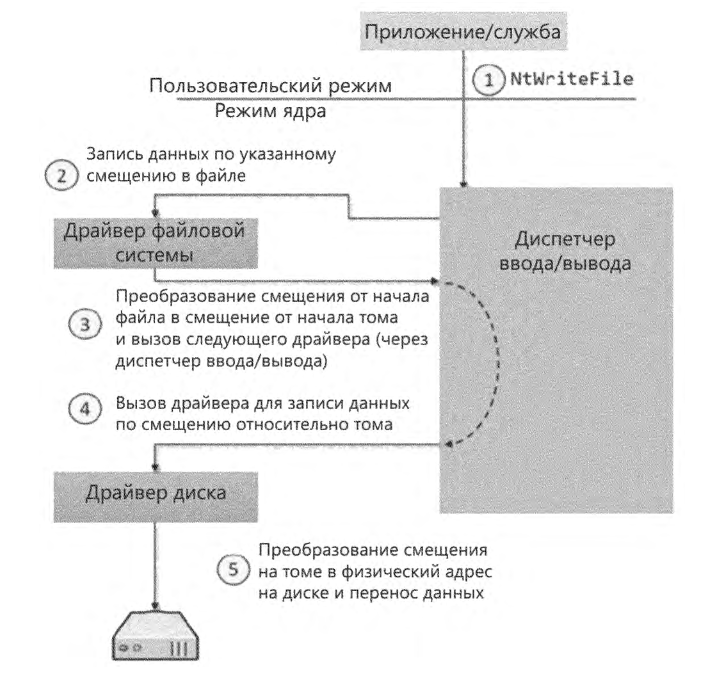 Приложение/служба
1 NtWriteFile
Пользовательский режим
Режим ядра
2
Запись данных по указанному
смещению в файле
Драйвер файловой
системы
Диспетчер
ввода/вывода
3
Преобразование смещения от начала
файла в смещение от начала тома
и вызов следующего драйвера (через
диспетчер ввода/вывода)
4
Вызов драйвера для записи данных
по смещению относительно тома
Драйвер диска
5
Преобразование смещения
на томе в физический адрес
на диске и перенос данных